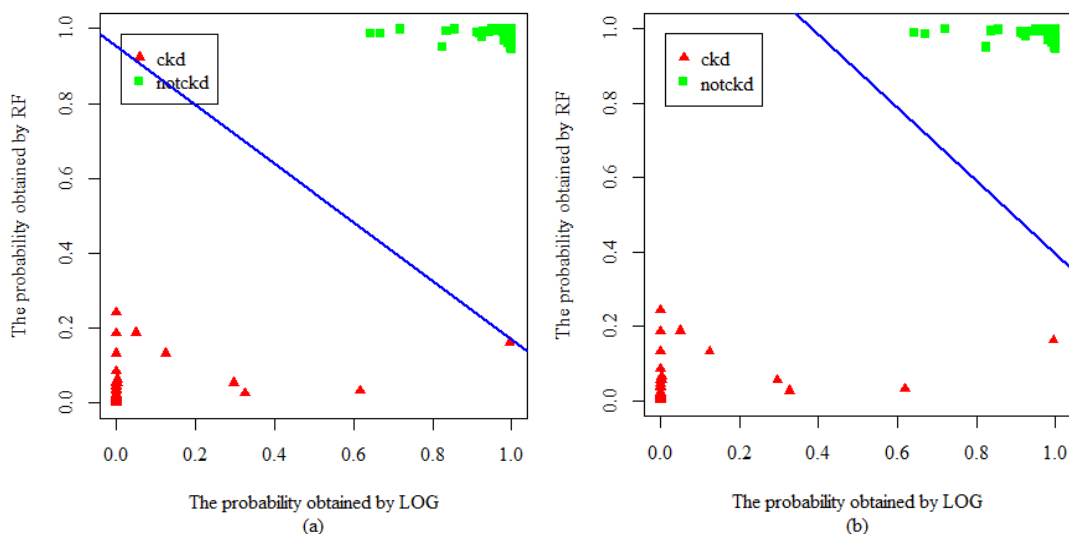 The probability obtained by RF
1.0
0.8
0.6
0.4
0.2
0.0
ckd
notckd
0.0 0.2 0.4 0.6 0.8 1.0
The probability obtained by LOG
(a)
The probability obtained by RF
1.0
0.8
0.6
0.4
0.2
0.0
ckd
notckd
0.0 0.2 0.4 0.6 0.8 1.0
The probability obtained by LOG
(b)